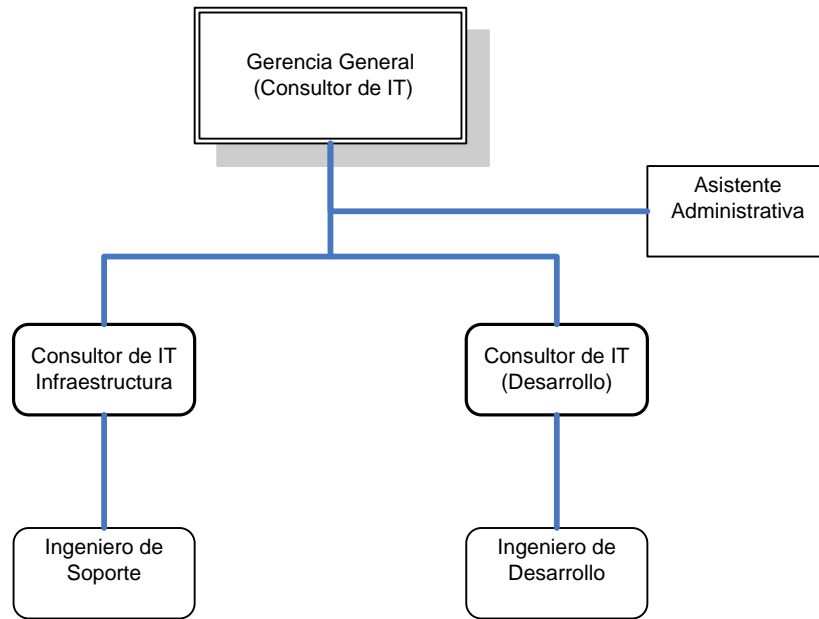 Gerencia General
(Consultor de IT)
Asistente
Administrativa
Consultor de IT
Infraestructura
Consultor de IT
(Desarrollo)
Ingeniero de
Soporte
Ingeniero de
Desarrollo